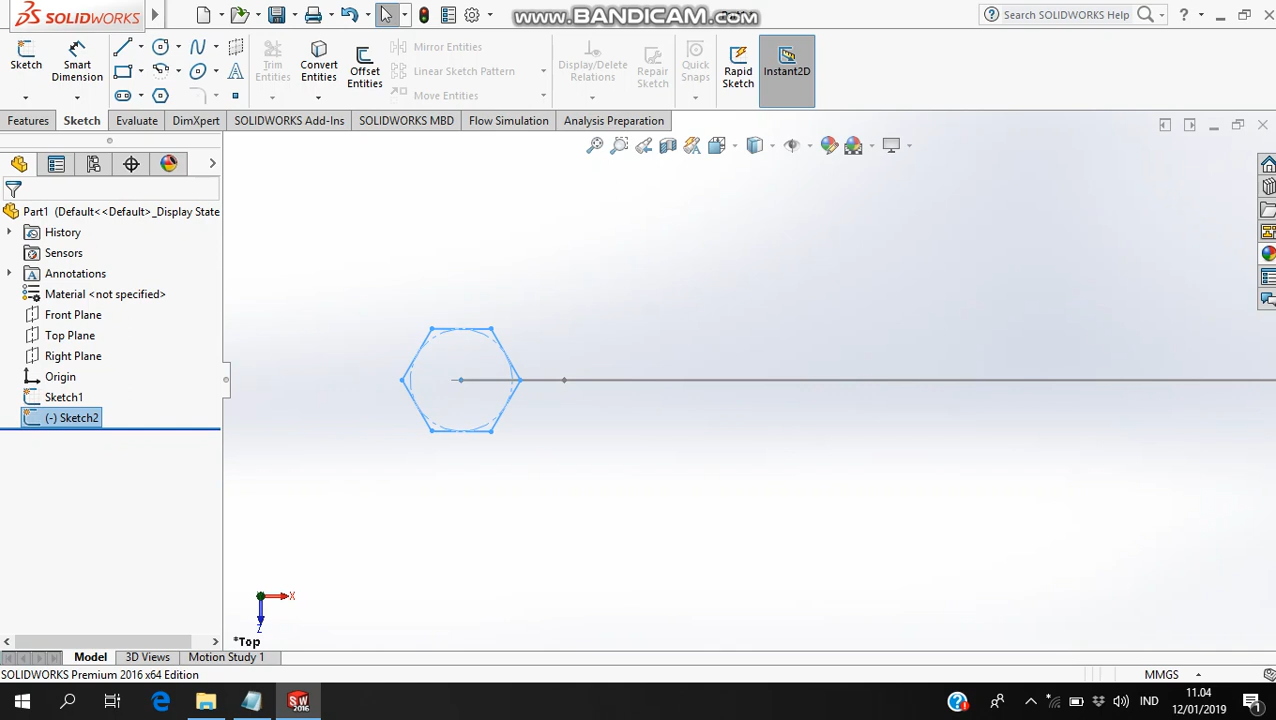 SOLIDWORKS
www.BANDICAM.com
Search SOLIDWORKS Help
?
Sketch
Smart Dimension
Trim Entities
Convert Entities
Offset Entities
Mirror Entities
Linear Sketch Pattern
Move Entities
Display/Delete Relations
Repair Sketch
Quick Snaps
Rapid Sketch
Instant2D
Features
Sketch
Evaluate
DimXpert
SOLIDWORKS Add-Ins
SOLIDWORKS MBD
Flow Simulation
Analysis Preparation
Part1 (Default<<Default>_Display State
History
Sensors
Annotations
Material <not specified>
Front Plane
Top Plane
Right Plane
Origin
Sketch1
(-) Sketch2
X
Z
*Top
Model
3D Views
Motion Study 1
SOLIDWORKS Premium 2016 x64 Edition
MMGS
IND
11.04
12/01/2019